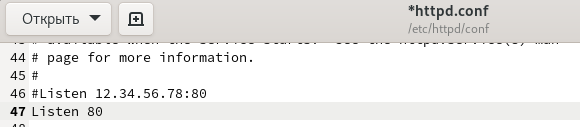 Открыть
*httpd.conf
/etc/httpd/conf
44 # page for more information.
45 #
46 #Listen 12.34.56.78:80
47 Listen 80